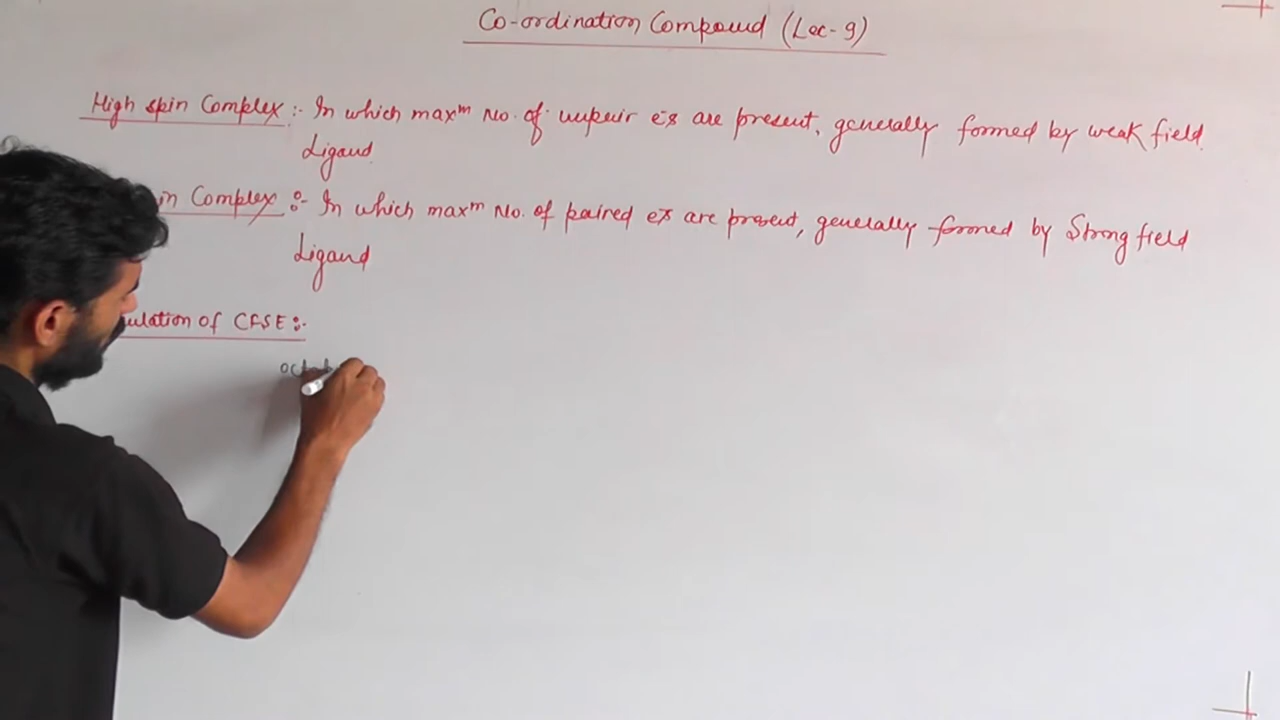 Co-ordination Compound (Lec-9)
High spin Complex :- In which maxᵐ No. of unpair e⁻s are present, generally formed by weak field
Ligand
in Complex :- In which maxᵐ No. of paired e⁻s are present, generally formed by Strong field
Ligand
ulation of CFSE :-